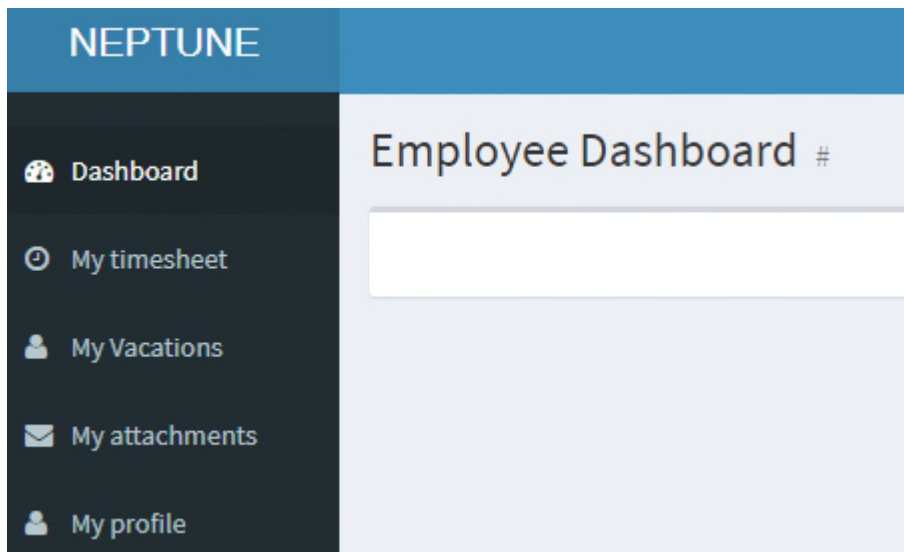 NEPTUNE
Employee Dashboard #
Dashboard
My timesheet
My Vacations
My attachments
My profile